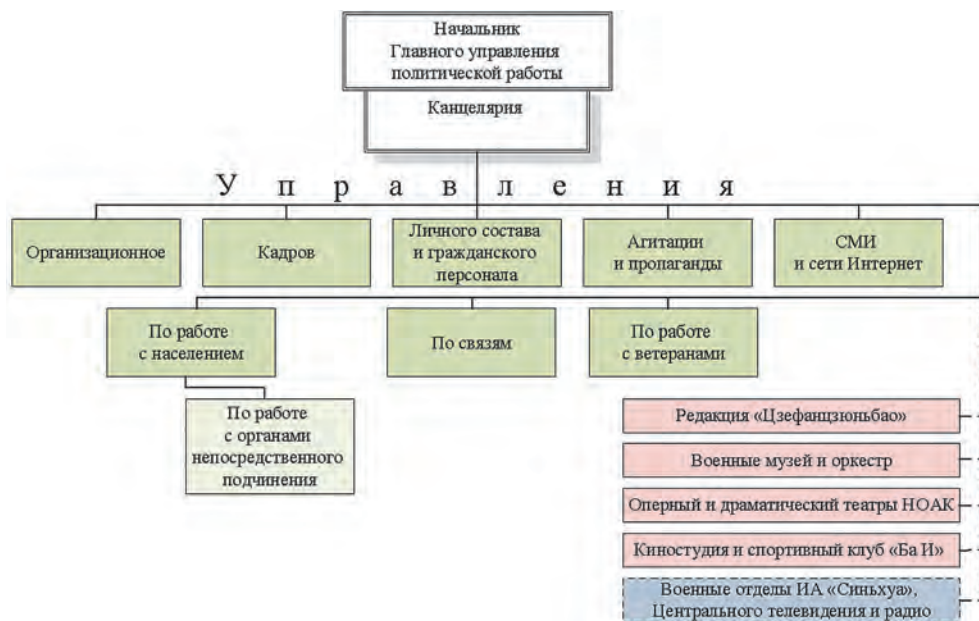 Начальник
Главного управления
политической работы
Канцелярия
Управления
Организационное
Кадров
Личного состава
и гражданского
персонала
Агитации
и пропаганды
СМИ
и сети Интернет
По работе
с населением
По связям
По работе
с ветеранами
По работе
с органами
непосредственного
подчинения
Редакция «Цзефанцзюньбао»
Военные музей и оркестр
Оперный и драматический театры НОАК
Киностудия и спортивный клуб «Ба И»
Военные отделы ИА «Синьхуа»,
Центрального телевидения и радио